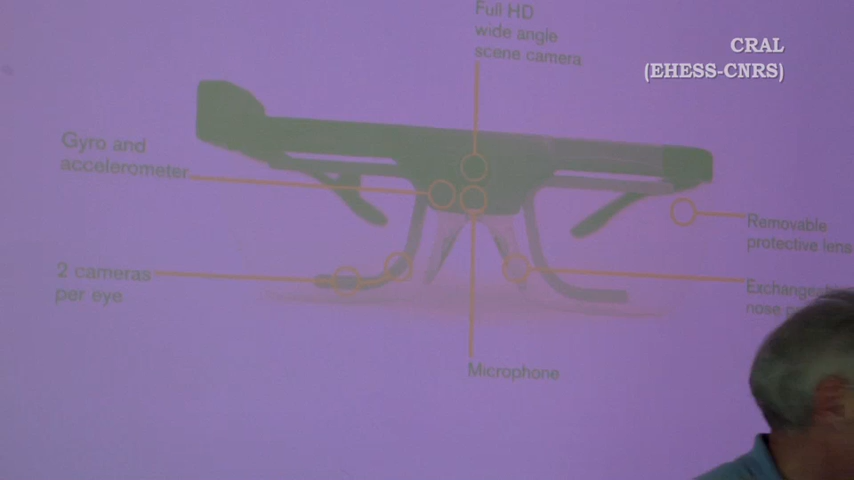 Full HD
wide angle
scene camera
CRAL
(EHESS-CNRS)
Gyro and
accelerometer
Removable
protective lens
2 cameras
per eye
nose
Microphone